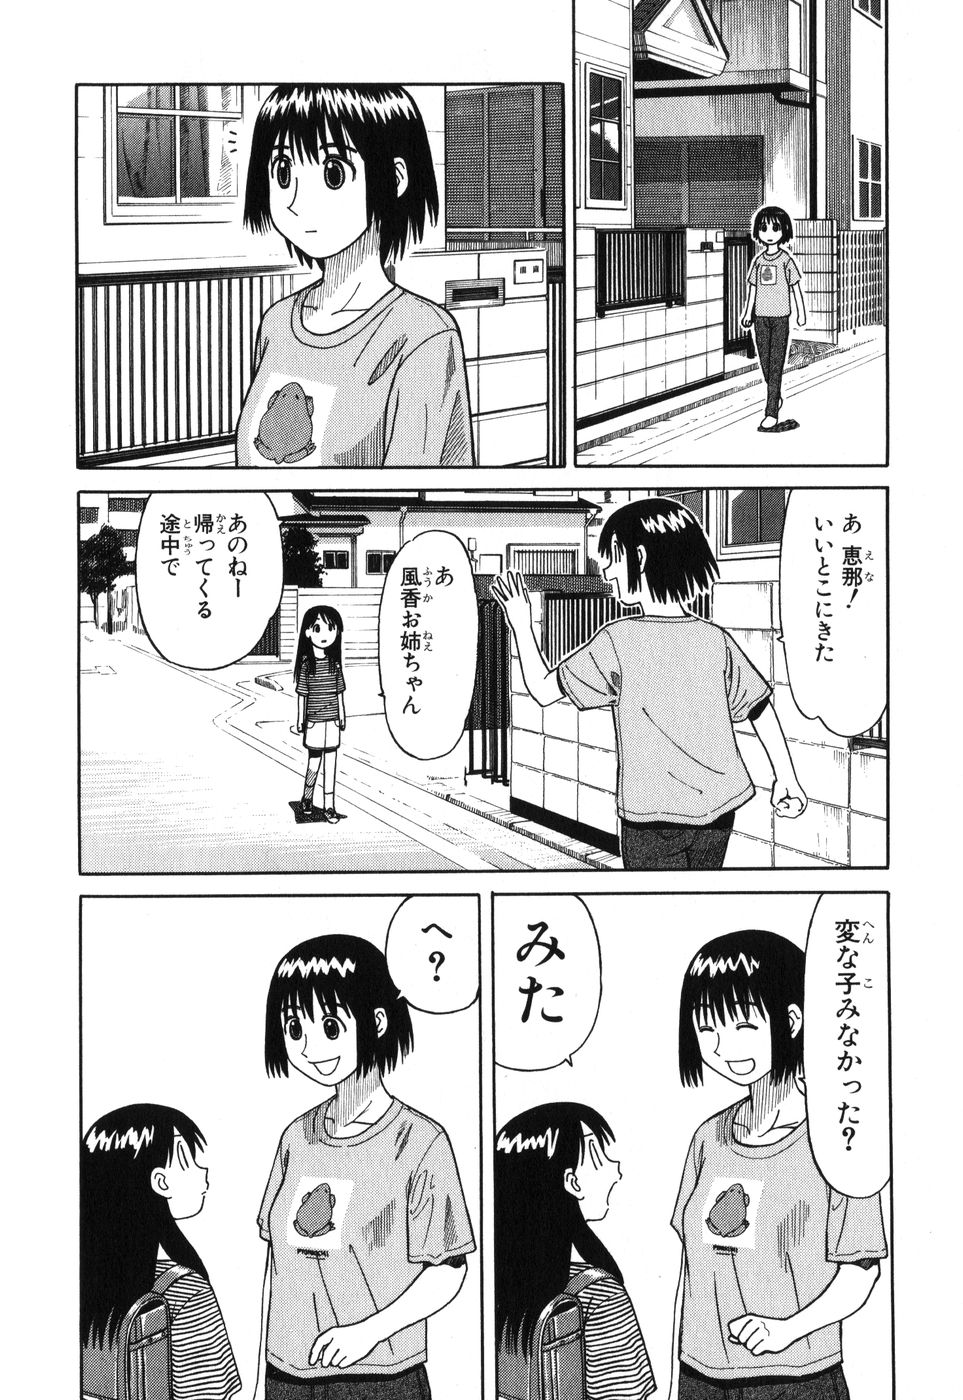 あ 恵那！
いいとこにきた
あ
風香お姉ちゃん
あのねー
帰ってくる
途中で
変な子みなかった？
みた
へ？